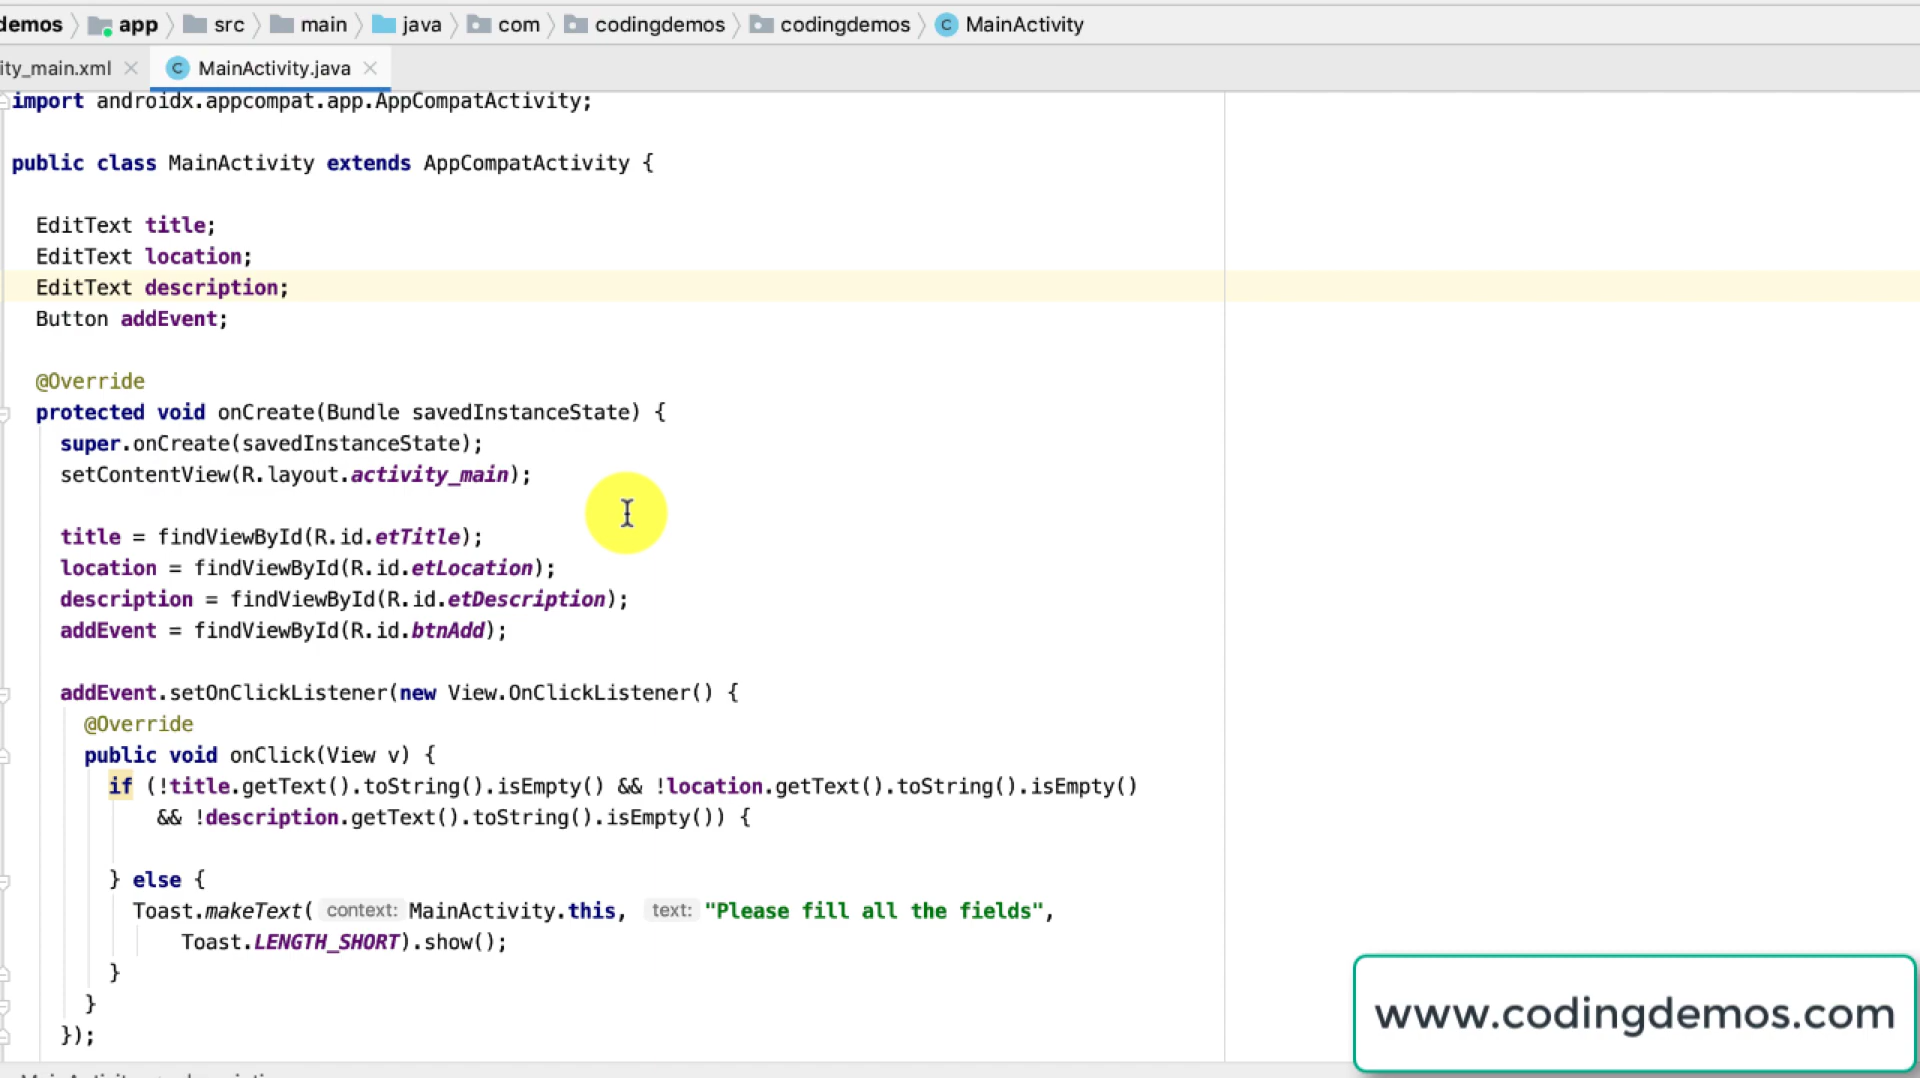 demos app src main java com codingdemos codingdemos C MainActivity
ity_main.xml C MainActivity.java
import androidx.appcompat.app.AppCompatActivity;
public class MainActivity extends AppCompatActivity {
EditText title;
EditText location;
EditText description;
Button addEvent;
@Override
protected void onCreate(Bundle savedInstanceState) {
super.onCreate(savedInstanceState);
setContentView(R.layout.activity_main);
title = findViewById(R.id.etTitle);
location = findViewById(R.id.etLocation);
description = findViewById(R.id.etDescription);
addEvent = findViewById(R.id.btnAdd);
addEvent.setOnClickListener(new View.OnClickListener() {
@Override
public void onClick(View v) {
if (!title.getText().toString().isEmpty() && !location.getText().toString().isEmpty()
&& !description.getText().toString().isEmpty()) {
} else {
Toast.makeText( context: MainActivity.this, text: "Please fill all the fields",
Toast.LENGTH_SHORT).show();
}
}
});
www.codingdemos.com